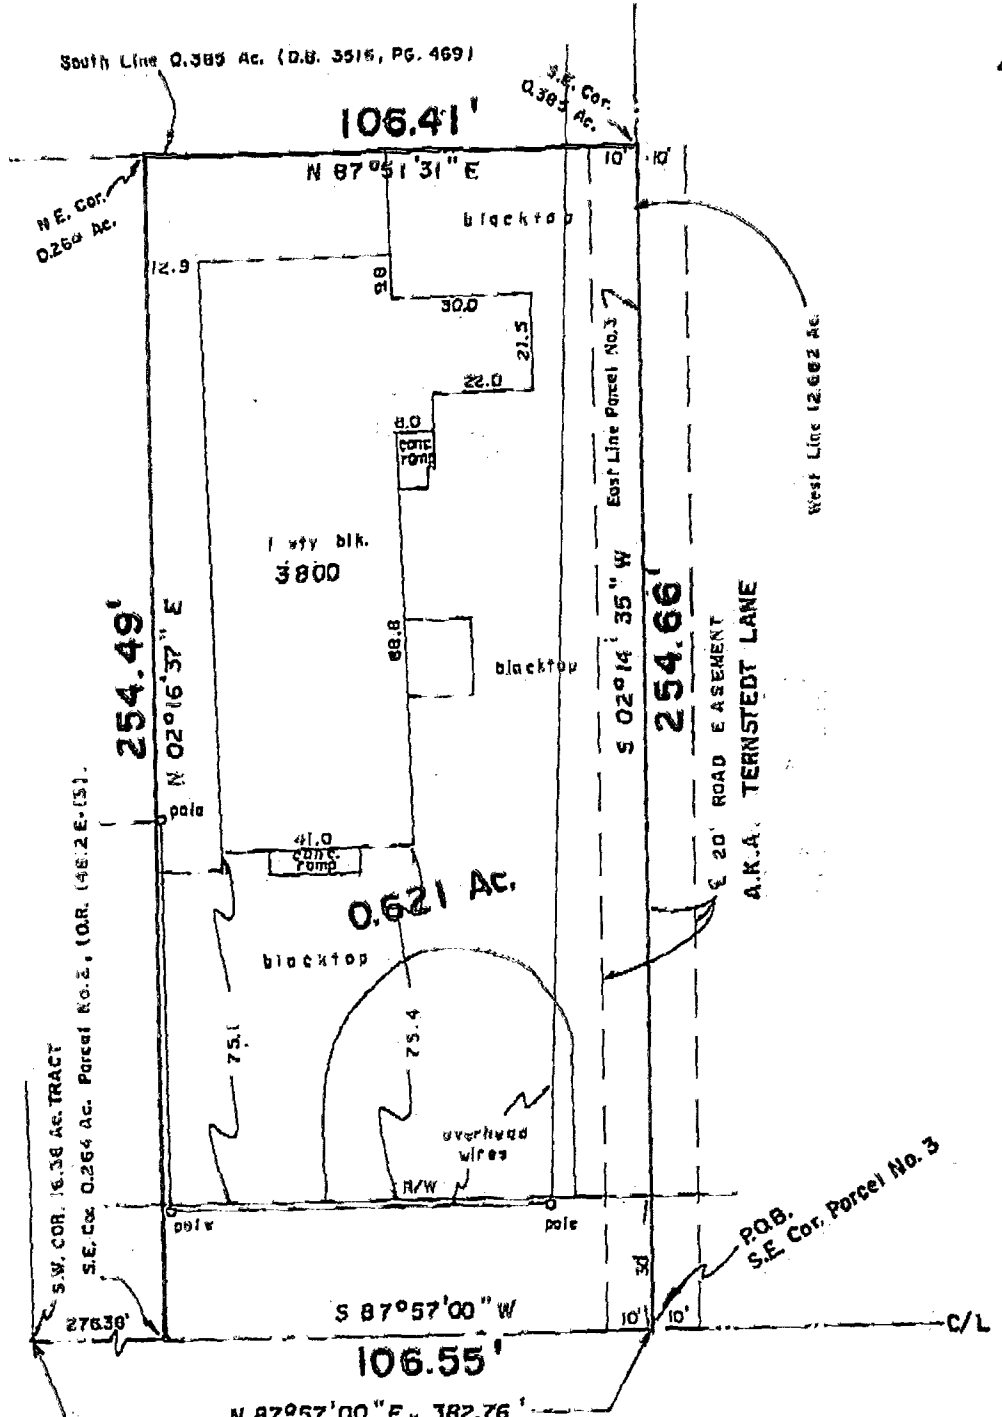 South Line 0.385 Ac. (D.B. 3516, PG. 469)
S.E. Cor.
0.385 Ac.
106.41'
N 87°51'31" E
10'
10'
N.E. Cor.
0.264 Ac.
blacktop
12.9
9.8
30.0
21.5
22.0
8.0
conc.
ramp
East Line Parcel No.3
West Line 12.662 Ac.
1 sty blk.
3800
88.8
blacktop
254.49'
N 02°16'37" E
S 02°14' 35" W
254.66'
℄ 20' ROAD EASEMENT
A.K.A. TERNSTEDT LANE
pole
41.0
conc.
ramp
0.621 Ac.
blacktop
75.1
75.4
overhead
wires
R/W
pole
pole
S.W. COR. 16.38 Ac. TRACT
S.E. Cor. 0.264 Ac. Parcel No. 2, (O.R. 146.2 E-13).
P.O.B.
S.E. Cor. Parcel No. 3
30'
276.38'
S 87°57'00" W
10'
10'
C/L
106.55'
N 87°57'00" E - 382.76'